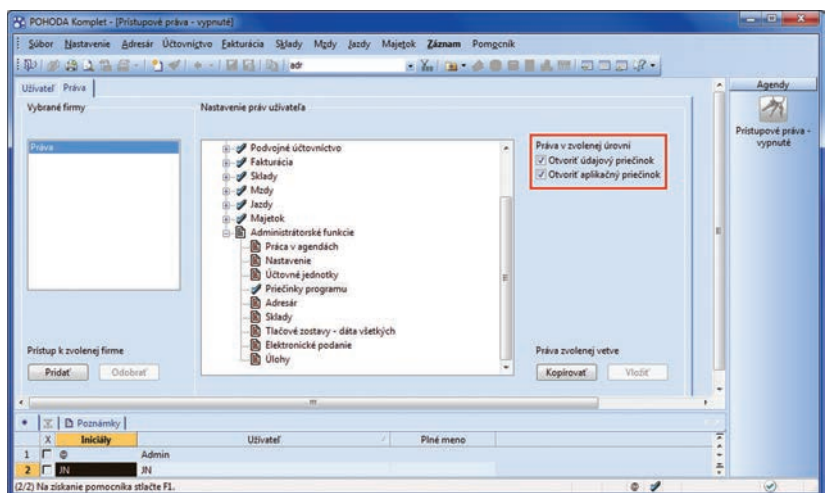 POHODA Komplet - [Prístupové práva - vypnuté]
Súbor Nastavenie Adresár Účtovníctvo Fakturácia Sklady Mzdy Jazdy Majetok Záznam Pomocník
adr
Užívateľ Práva
Agendy
Vybrané firmy
Nastavenie práv užívateľa
Prístupové práva - vypnuté
Práva
Podvojné účtovníctvo
Fakturácia
Sklady
Mzdy
Jazdy
Majetok
Administrátorské funkcie
Práca v agendách
Nastavenie
Účtovné jednotky
Priečinky programu
Adresár
Sklady
Tlačové zostavy - dáta všetkých
Elektronické podanie
Úlohy
Práva v zvolenej úrovni
Otvoriť údajový priečinok
Otvoriť aplikačný priečinok
Prístup k zvolenej firme
Pridať Odobrať
Práva zvolenej vetve
Kopírovať Vložiť
Poznámky
X Iniciály Užívateľ Plné meno
1 @ Admin
2 JN JN
(2/2) Na získanie pomocníka stlačte F1. @